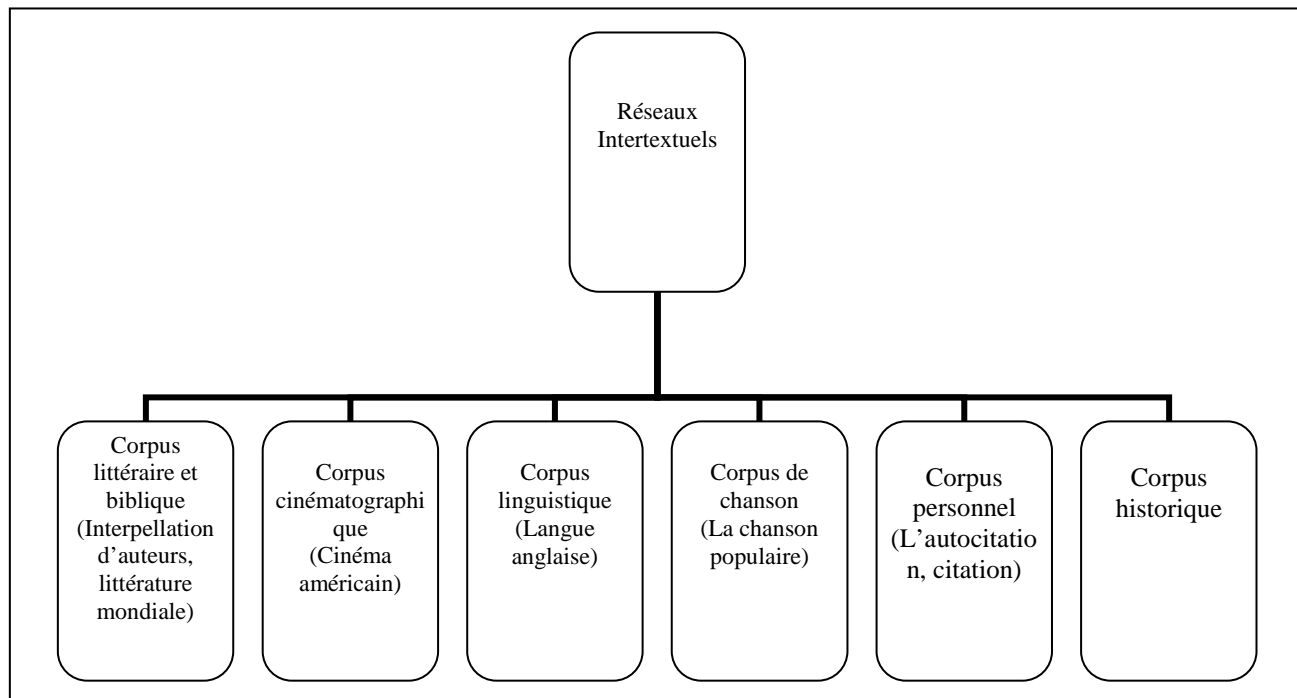 Réseaux
Intertextuels
Corpus
littéraire et
biblique
(Interpellation
d’auteurs,
littérature
mondiale)
Corpus
cinématographi
que
(Cinéma
américain)
Corpus
linguistique
(Langue
anglaise)
Corpus de
chanson
(La chanson
populaire)
Corpus
personnel
(L’autocitatio
n, citation)
Corpus
historique